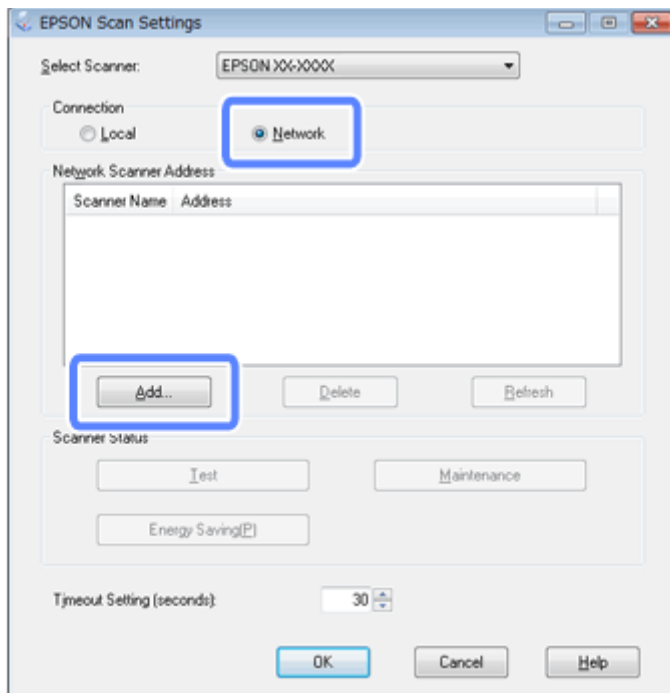 EPSON Scan Settings
Select Scanner: EPSON XX-XXXX
Connection
Local Network
Network Scanner Address
Scanner Name Address
Add... Delete Refresh
Scanner Status
Test Maintenance
Energy Saving(P)
Timeout Setting (seconds): 30
OK Cancel Help